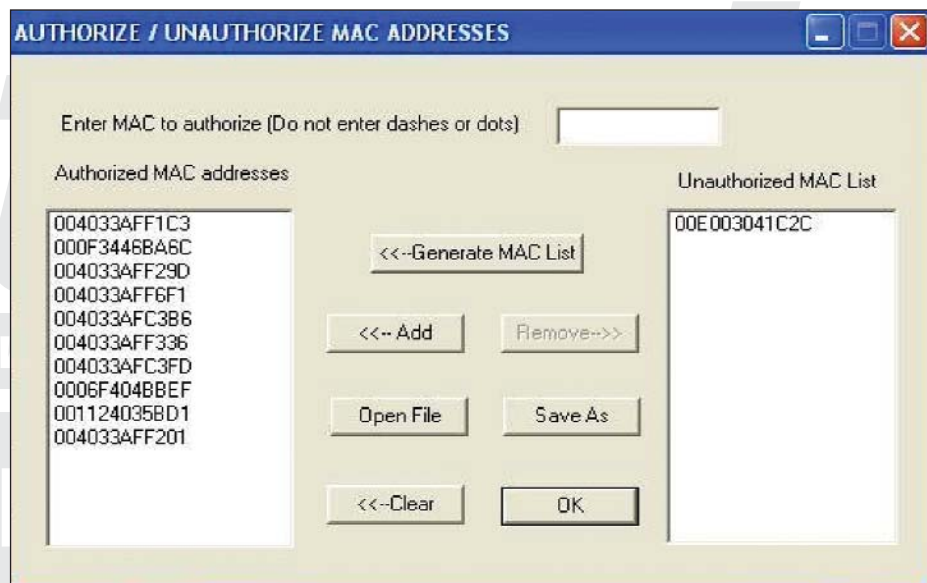 AUTHORIZE / UNAUTHORIZE MAC ADDRESSES
Enter MAC to authorize (Do not enter dashes or dots)
Authorized MAC addresses
004033AFF1C3
000F3446BA6C
004033AFF29D
004033AFF6F1
004033AFC3B6
004033AFF336
004033AFC3FD
0006F404BBEF
001124035BD1
004033AFF201
<<--Generate MAC List
<<-- Add
Remove-->>
Open File
Save As
<<--Clear
OK
Unauthorized MAC List
00E003041C2C